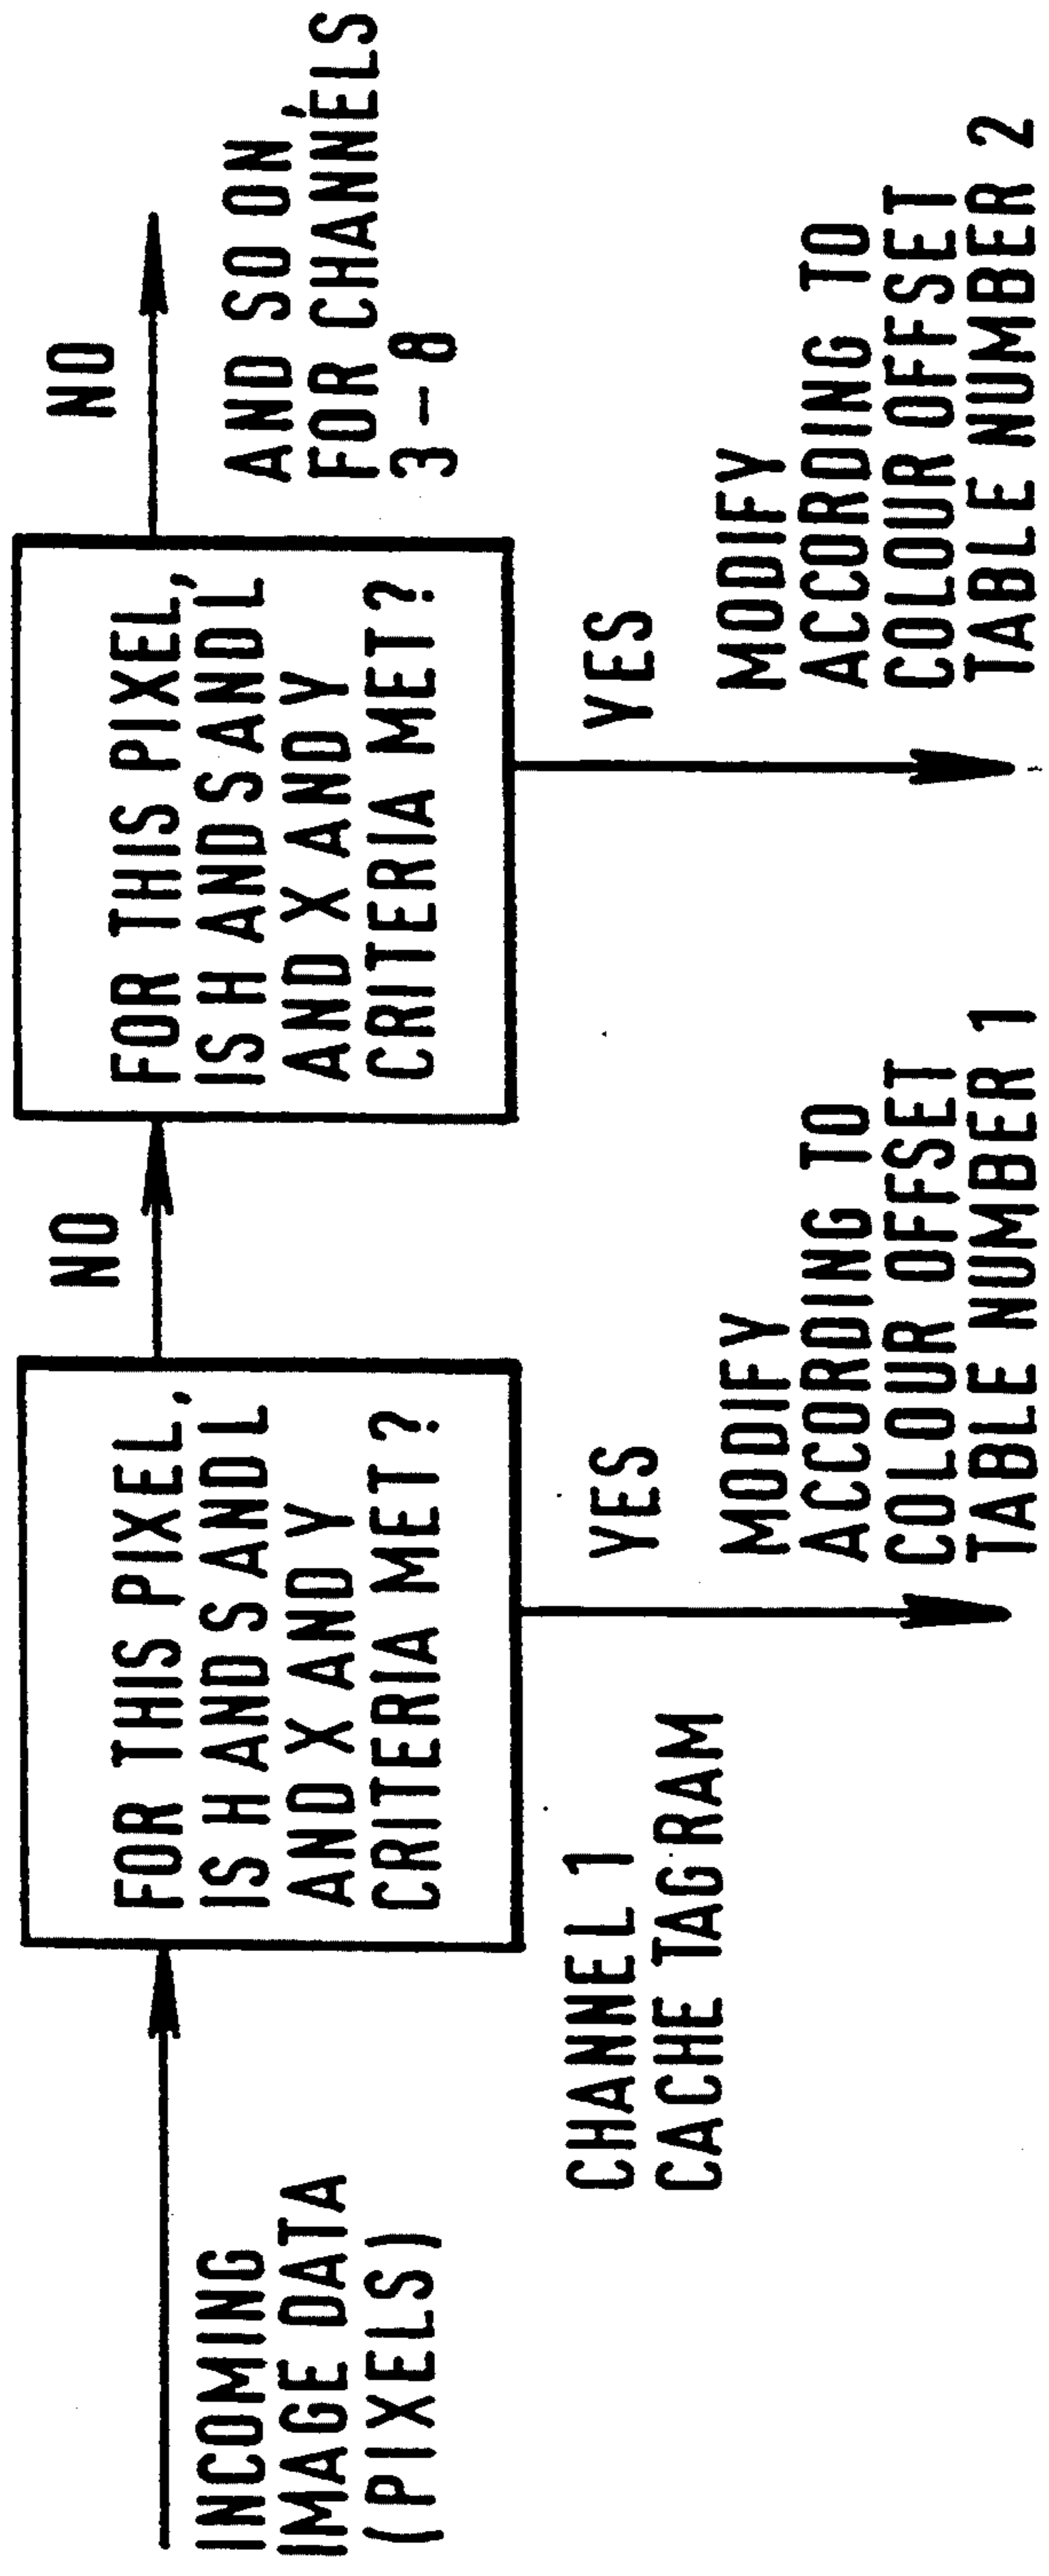 INCOMING
IMAGE DATA
(PIXELS)
FOR THIS PIXEL,
IS H AND S AND L
AND X AND Y
CRITERIA MET?
CHANNEL 1
CACHE TAG RAM
YES
MODIFY
ACCORDING TO
COLOUR OFFSET
TABLE NUMBER 1
NO
FOR THIS PIXEL,
IS H AND S AND L
AND X AND Y
CRITERIA MET?
YES
MODIFY
ACCORDING TO
COLOUR OFFSET
TABLE NUMBER 2
NO
AND SO ON,
FOR CHANNELS
3-8